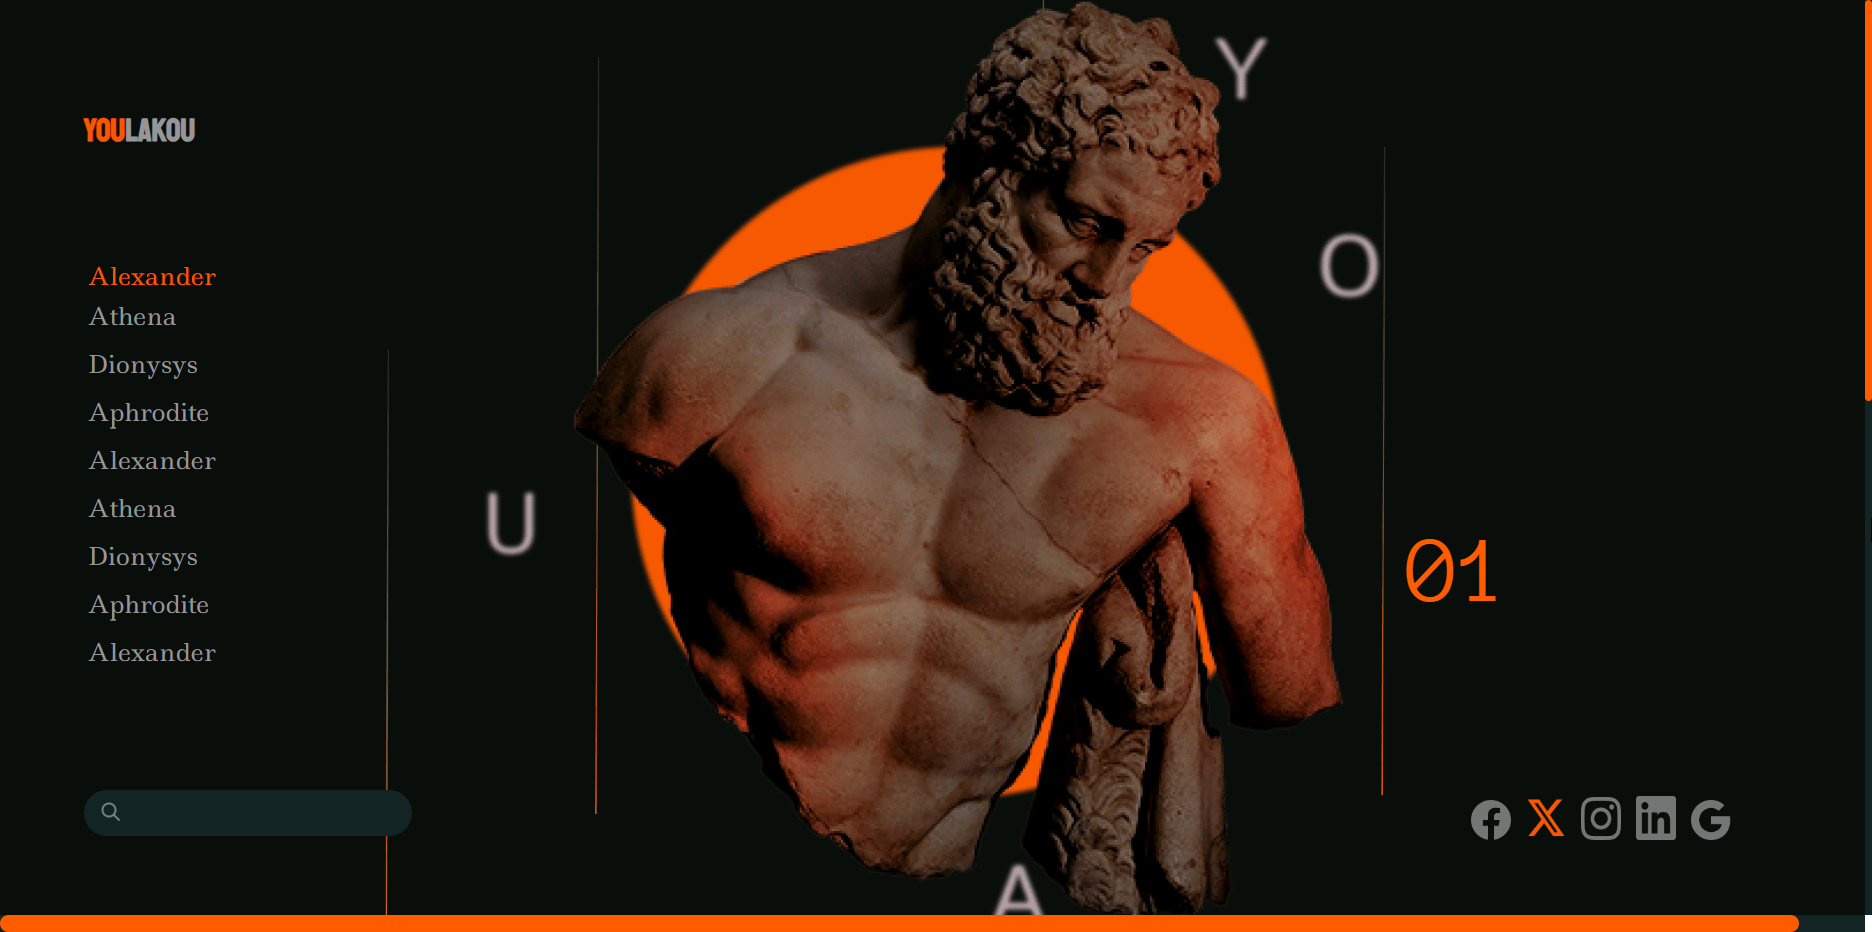 YOULAKOU
Y
O
Alexander
Athena
Dionysys
Aphrodite
Alexander
Athena
Dionysys
Aphrodite
Alexander
U
01
A